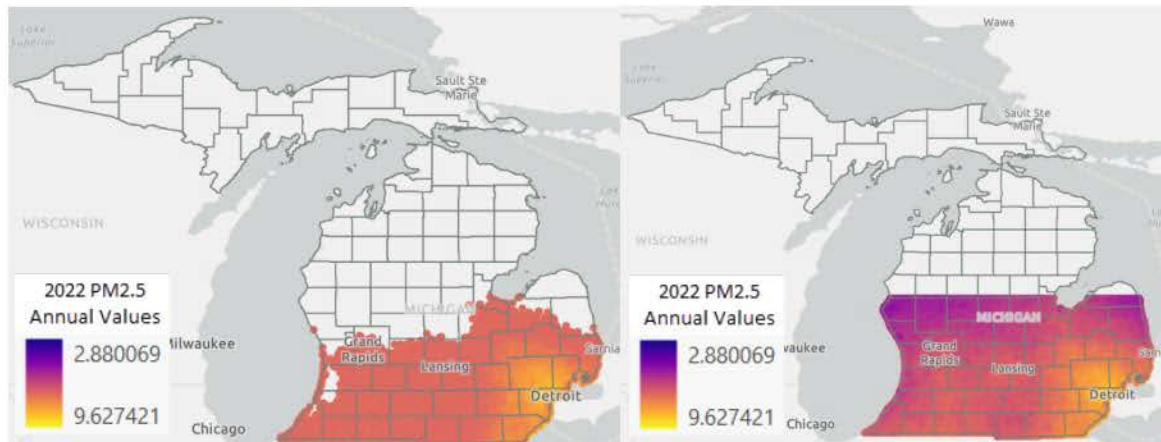 Lake
Superior
Sault Ste
Marie
WISCONSIN
MICHIGAN
2022 PM2.5
Annual Values
2.880069
9.627421
Milwaukee
Grand
Rapids
Lansing
Sarnia
Detroit
Chicago
Wawa
Lake
Superior
Sault Ste
Marie
WISCONSIN
MICHIGAN
2022 PM2.5
Annual Values
2.880069
9.627421
waukee
Grand
Rapids
Lansing
Detroit
Chicago